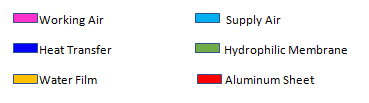 Working Air Supply Air
Heat Transfer Hydrophilic Membrane
Water Film Aluminum Sheet